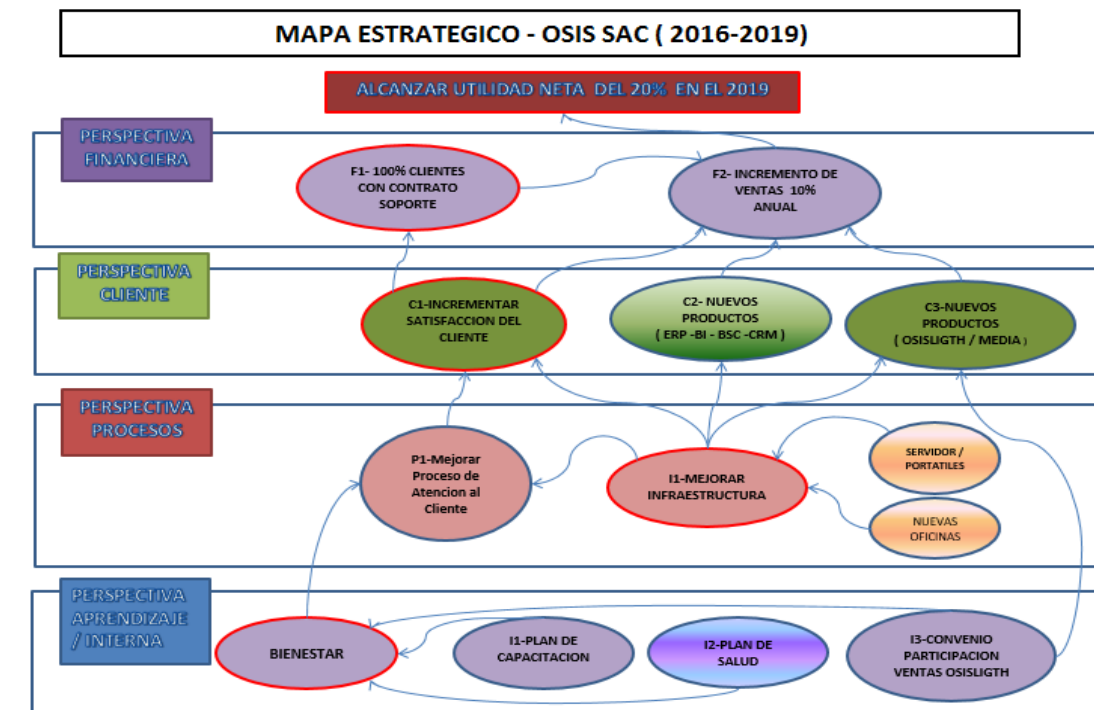 MAPA ESTRATEGICO - OSIS SAC ( 2016-2019)
ALCANZAR UTILIDAD NETA DEL 20% EN EL 2019
PERSPECTIVA
FINANCIERA
F1- 100% CLIENTES
CON CONTRATO
SOPORTE
F2- INCREMENTO DE
VENTAS 10%
ANUAL
PERSPECTIVA
CLIENTE
C1-INCREMENTAR
SATISFACCION DEL
CLIENTE
C2- NUEVOS
PRODUCTOS
( ERP -BI - BSC -CRM )
C3-NUEVOS
PRODUCTOS
( OSISLIGTH / MEDIA )
PERSPECTIVA
PROCESOS
P1-Mejorar
Proceso de
Atencion al
Cliente
I1-MEJORAR
INFRAESTRUCTURA
SERVIDOR /
PORTATILES
NUEVAS
OFICINAS
PERSPECTIVA
APRENDIZAJE
/ INTERNA
BIENESTAR
I1-PLAN DE
CAPACITACION
I2-PLAN DE
SALUD
I3-CONVENIO
PARTICIPACION
VENTAS OSISLIGTH